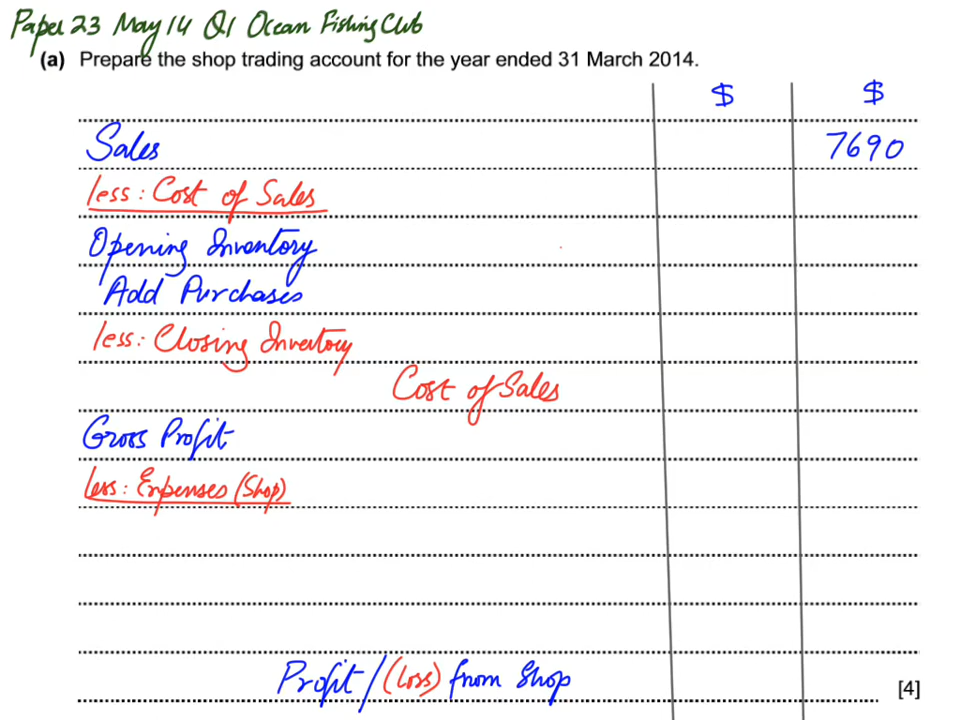 Paper 23 May 14 Q1 Ocean Fishing Club
(a) Prepare the shop trading account for the year ended 31 March 2014.
$ $
Sales 7690
less: Cost of Sales
Opening Inventory
Add Purchases
less: Closing Inventory
Cost of Sales
Gross Profit
less: Expenses (Shop)
Profit/(Loss) from Shop [4]